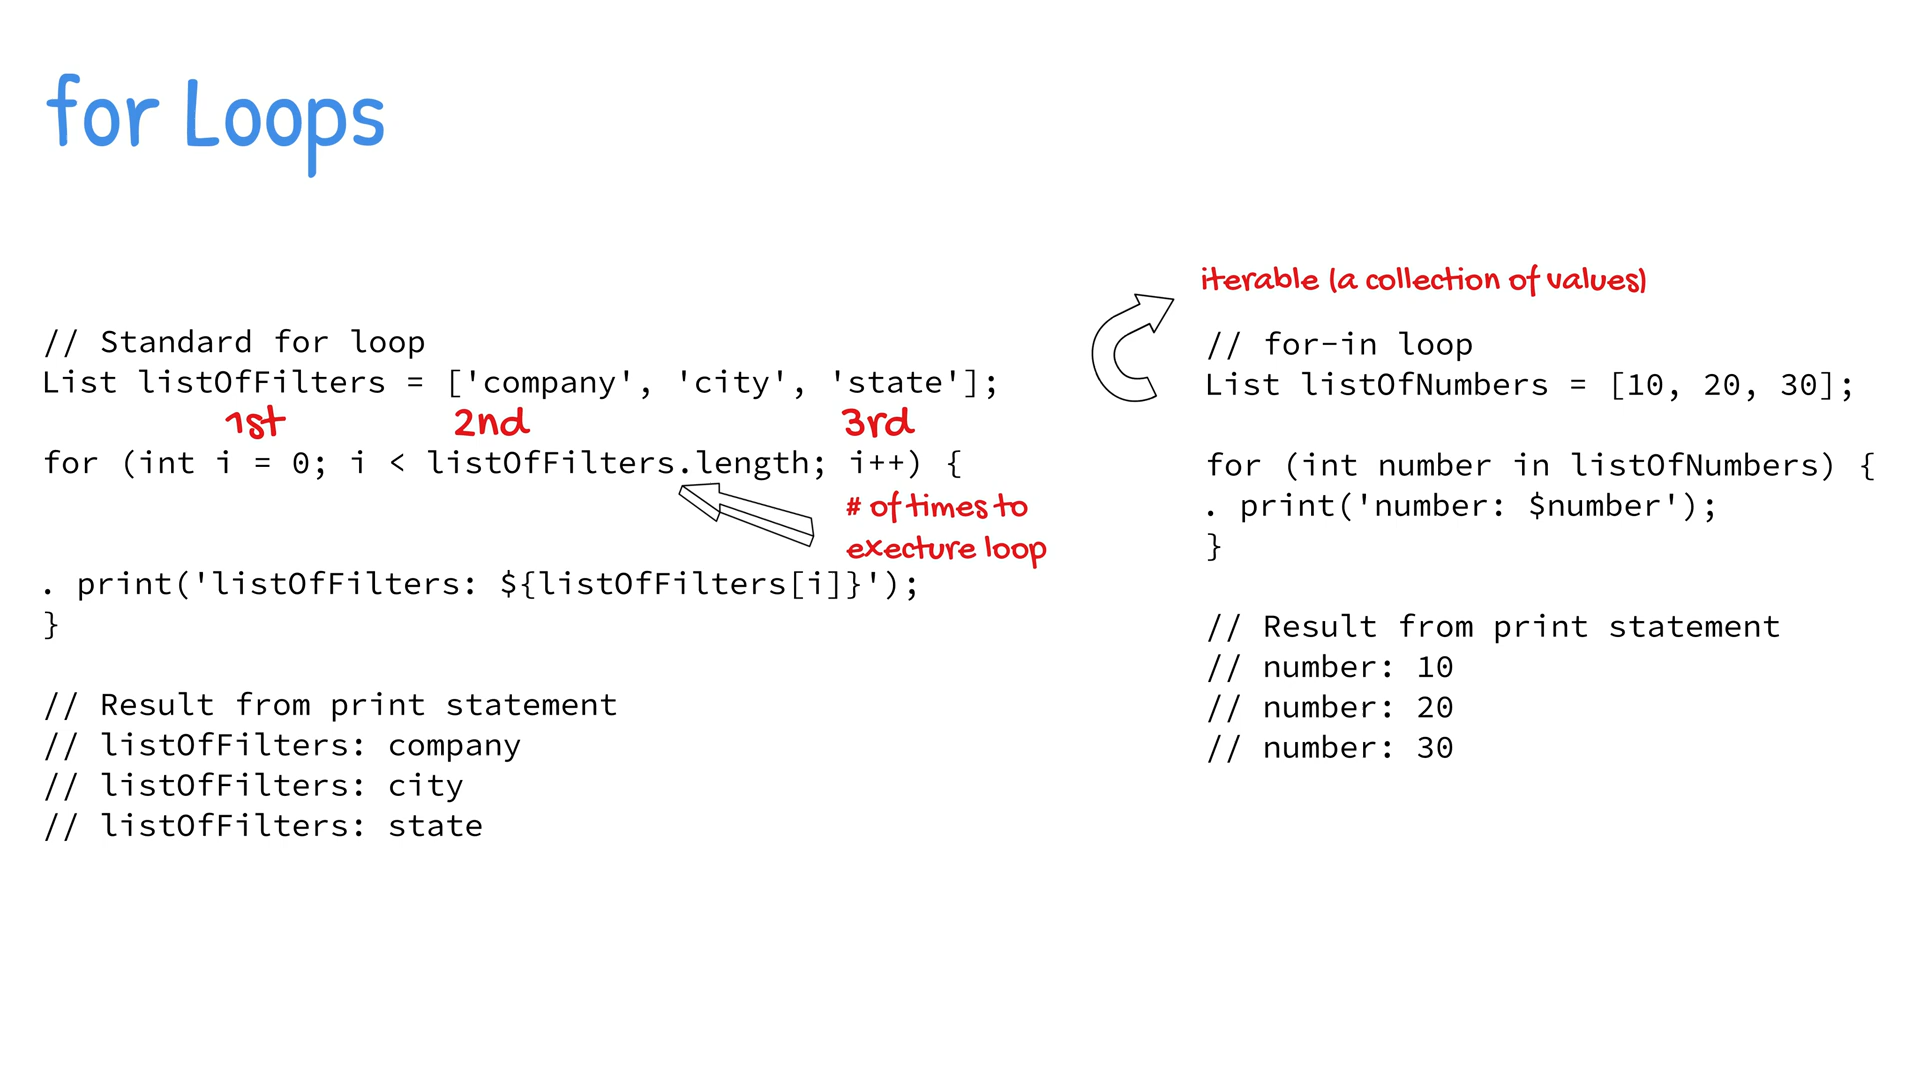 for Loops
// Standard for loop
List listOfFilters = ['company', 'city', 'state'];
1st 2nd 3rd
for (int i = 0; i < listOfFilters.length; i++) {
# of times to
execture loop
. print('listOfFilters: ${listOfFilters[i]}');
}
// Result from print statement
// listOfFilters: company
// listOfFilters: city
// listOfFilters: state
iterable (a collection of values)
// for-in loop
List listOfNumbers = [10, 20, 30];
for (int number in listOfNumbers) {
. print('number: $number');
}
// Result from print statement
// number: 10
// number: 20
// number: 30